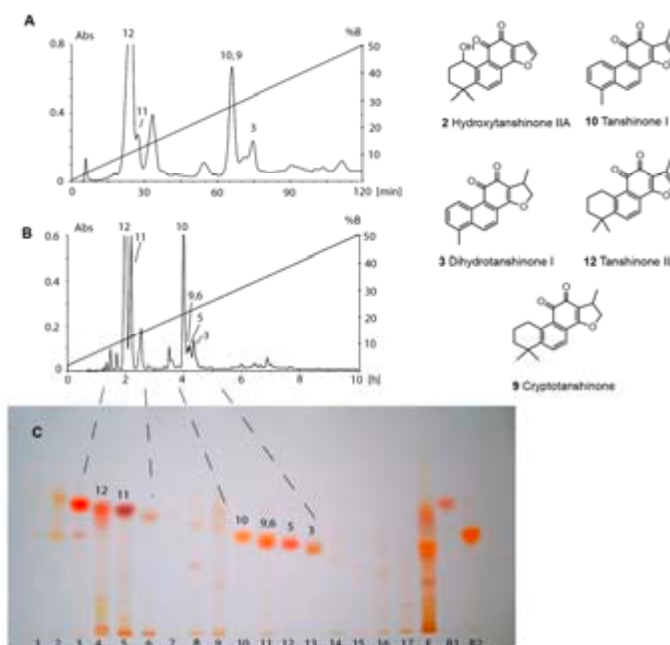 A
Abs
%B
0.8
0.4
0
12
11
10, 9
3
50
40
30
20
10
0
30
60
90
120
[min]
B
Abs
%B
0.6
0.4
0.2
0
12
11
10
9,6
5
3
50
40
30
20
10
0
2
4
6
8
10
[h]
C
12
11
10
9,6
5
3
1 2 3 4 5 6 7 8 9 10 11 12 13 14 15 16 17 E R1 R2
OH
O
O
O
2 Hydroxytanshinone IIA
O
O
O
10 Tanshinone I
O
O
O
3 Dihydrotanshinone I
O
O
O
12 Tanshinone II
O
O
O
9 Cryptotanshinone